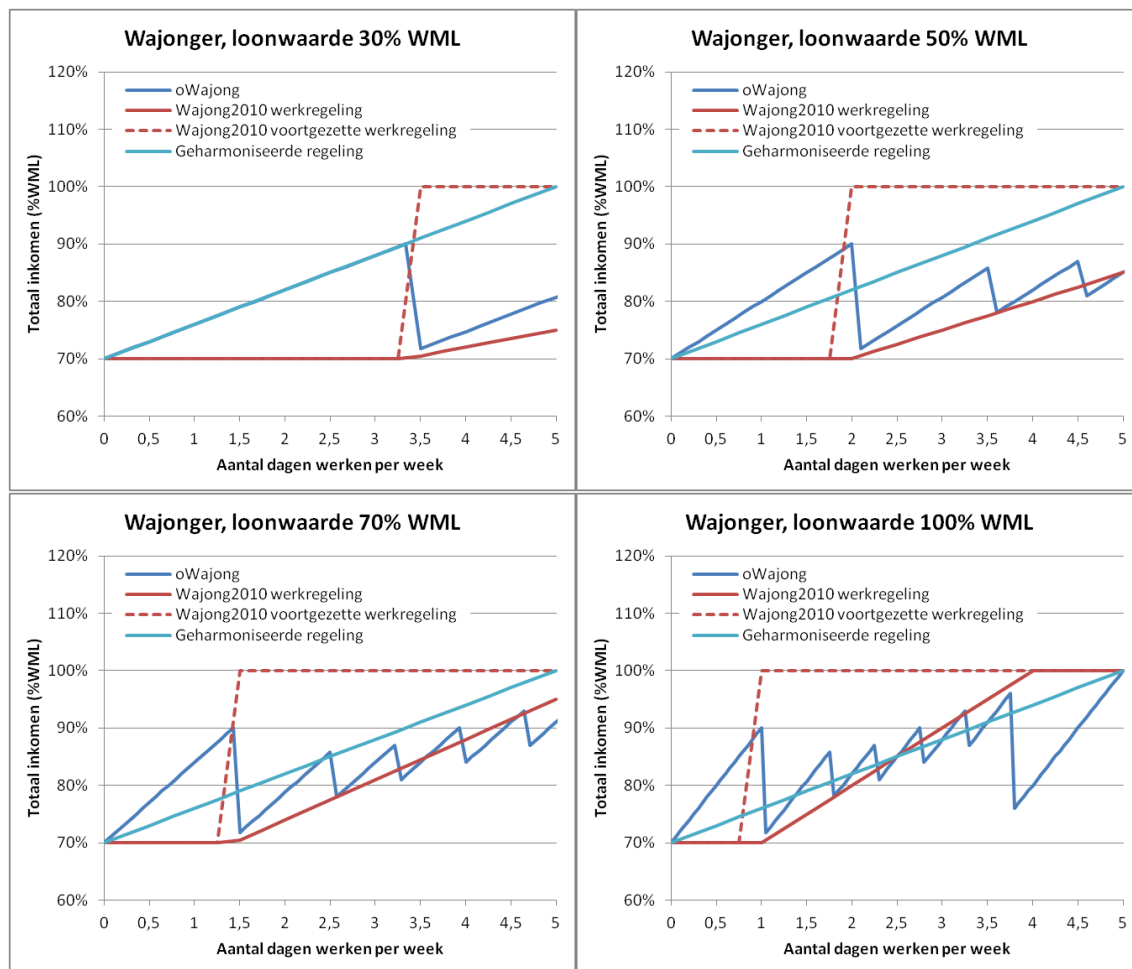 Wajonger, loonwaarde 30% WML
120%
110%
100%
90%
80%
70%
60%
Totaal inkomen (%WML)
oWajong
Wajong2010 werkregeling
Wajong2010 voortgezette werkregeling
Geharmoniseerde regeling
0 0,5 1 1,5 2 2,5 3 3,5 4 4,5 5
Aantal dagen werken per week
Wajonger, loonwaarde 50% WML
120%
110%
100%
90%
80%
70%
60%
Totaal inkomen (%WML)
oWajong
Wajong2010 werkregeling
Wajong2010 voortgezette werkregeling
Geharmoniseerde regeling
0 0,5 1 1,5 2 2,5 3 3,5 4 4,5 5
Aantal dagen werken per week
Wajonger, loonwaarde 70% WML
120%
110%
100%
90%
80%
70%
60%
Totaal inkomen (%WML)
oWajong
Wajong2010 werkregeling
Wajong2010 voortgezette werkregeling
Geharmoniseerde regeling
0 0,5 1 1,5 2 2,5 3 3,5 4 4,5 5
Aantal dagen werken per week
Wajonger, loonwaarde 100% WML
120%
110%
100%
90%
80%
70%
60%
Totaal inkomen (%WML)
oWajong
Wajong2010 werkregeling
Wajong2010 voortgezette werkregeling
Geharmoniseerde regeling
0 0,5 1 1,5 2 2,5 3 3,5 4 4,5 5
Aantal dagen werken per week